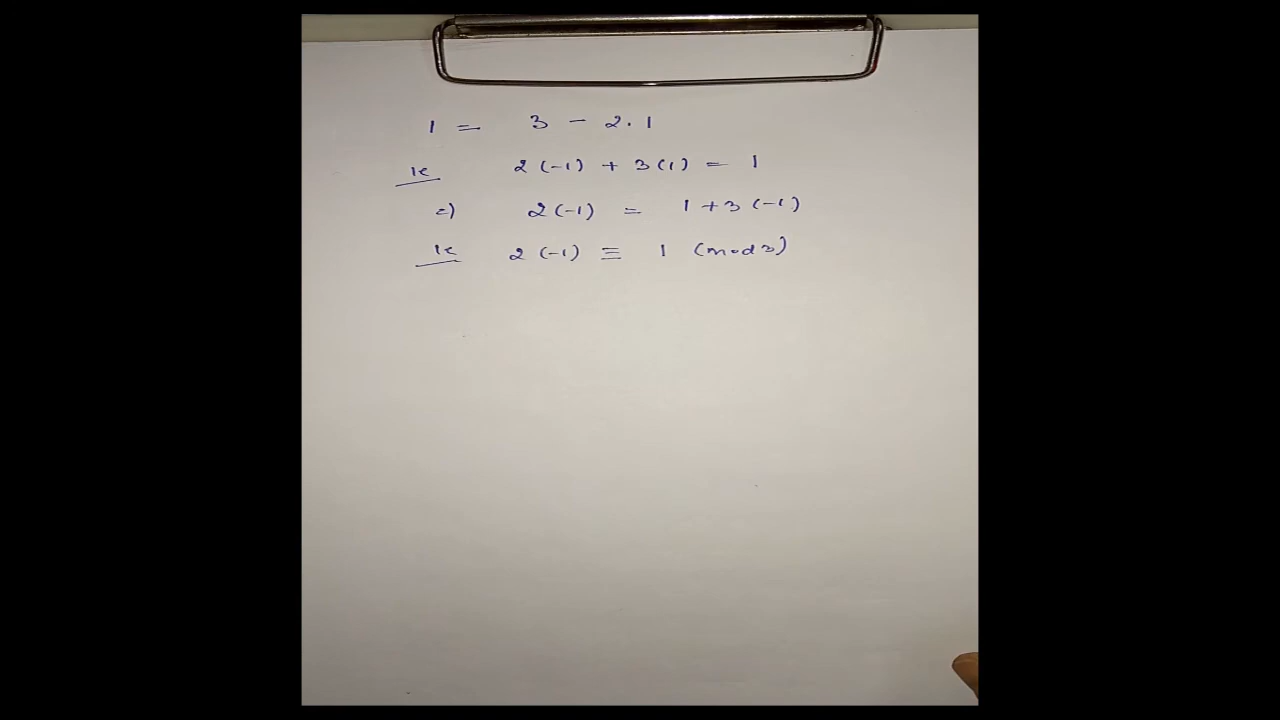 1 = 3 - 2.1
ie 2(-1) + 3(1) = 1
=) 2(-1) = 1+3(-1)
ie 2(-1) ≡ 1 (mod 3)